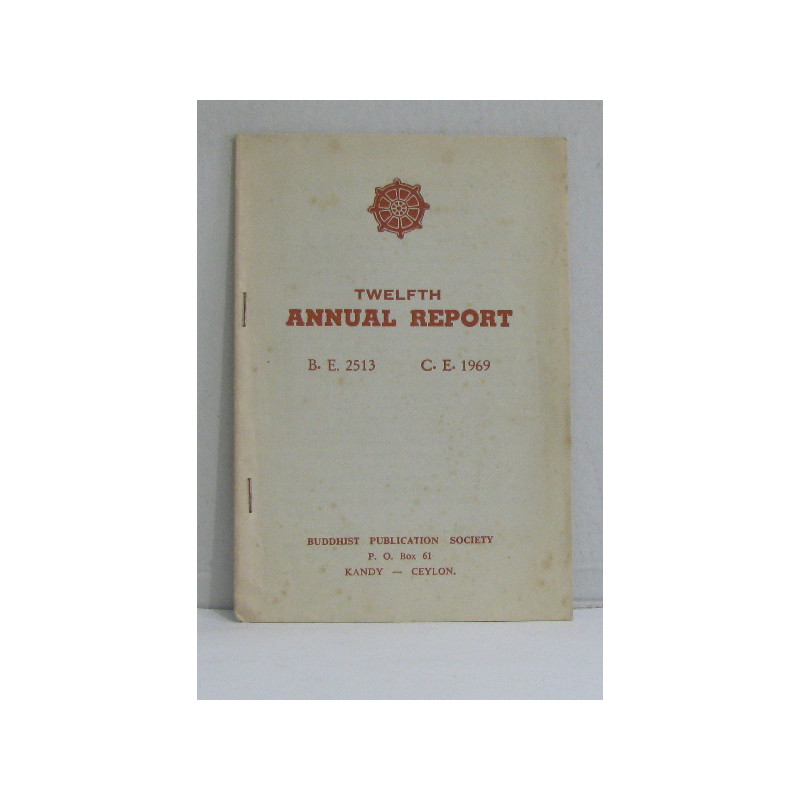 TWELFTH
ANNUAL REPORT
B. E. 2513 C. E. 1969
BUDDHIST PUBLICATION SOCIETY
P. O. Box 61
KANDY — CEYLON.